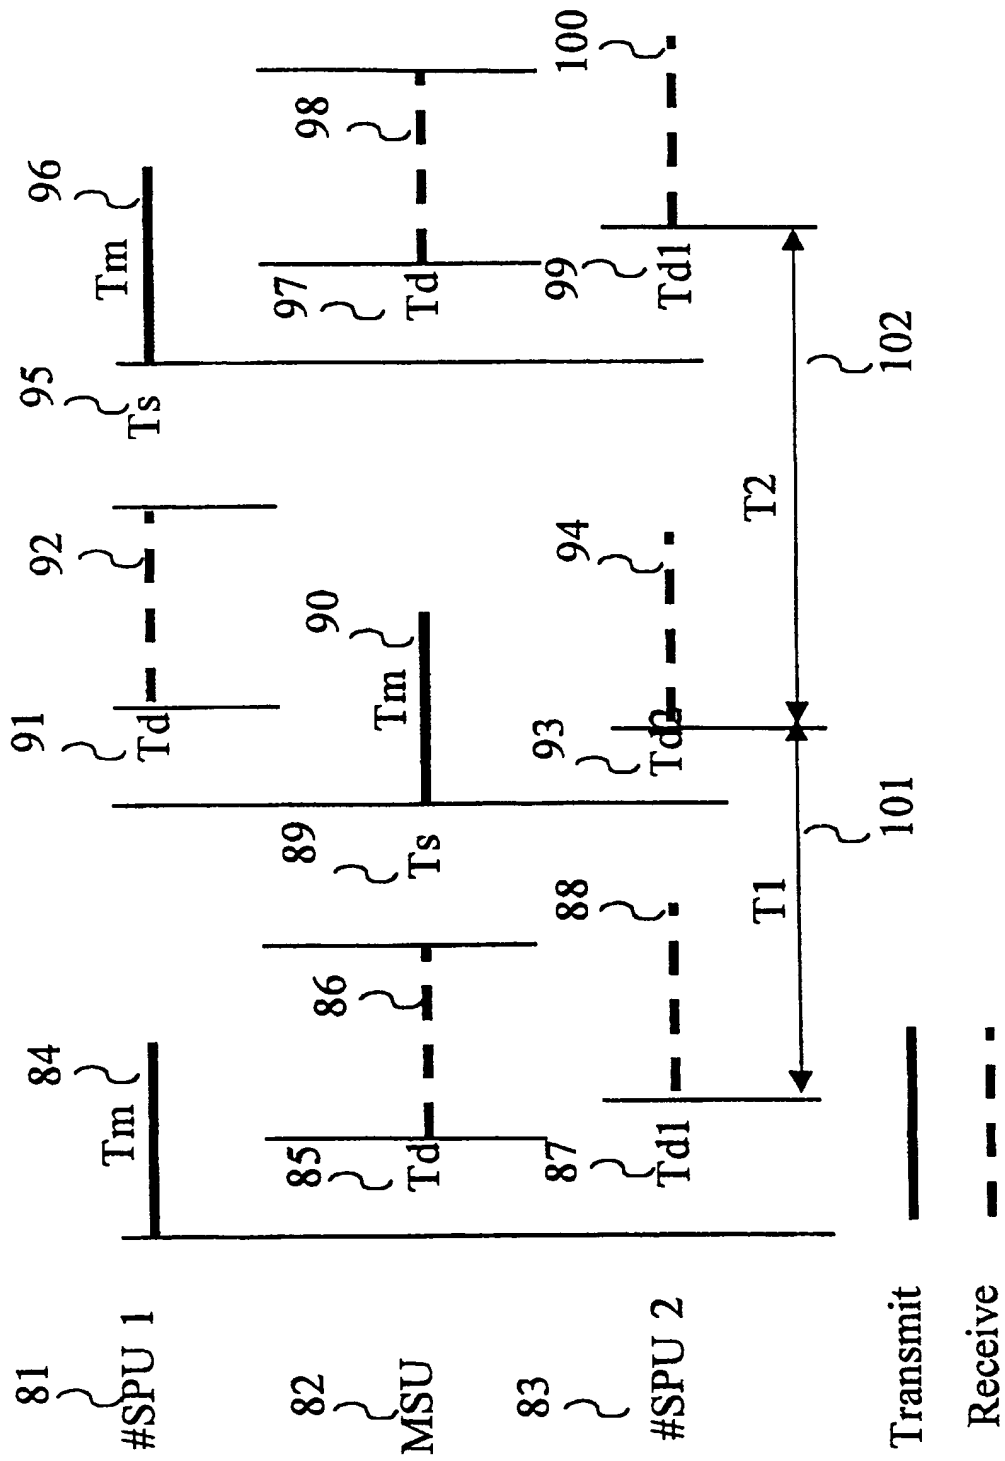 81 84 91 92 95 96
#SPU 1 Tm Td Ts Tm
82 85 86 89 90 97 98
MSU Td Ts Tm Td
83 87 88 93 94 99 100
#SPU 2 Td1 Td2 Td1
T1 T2
101 102
Transmit
Receive